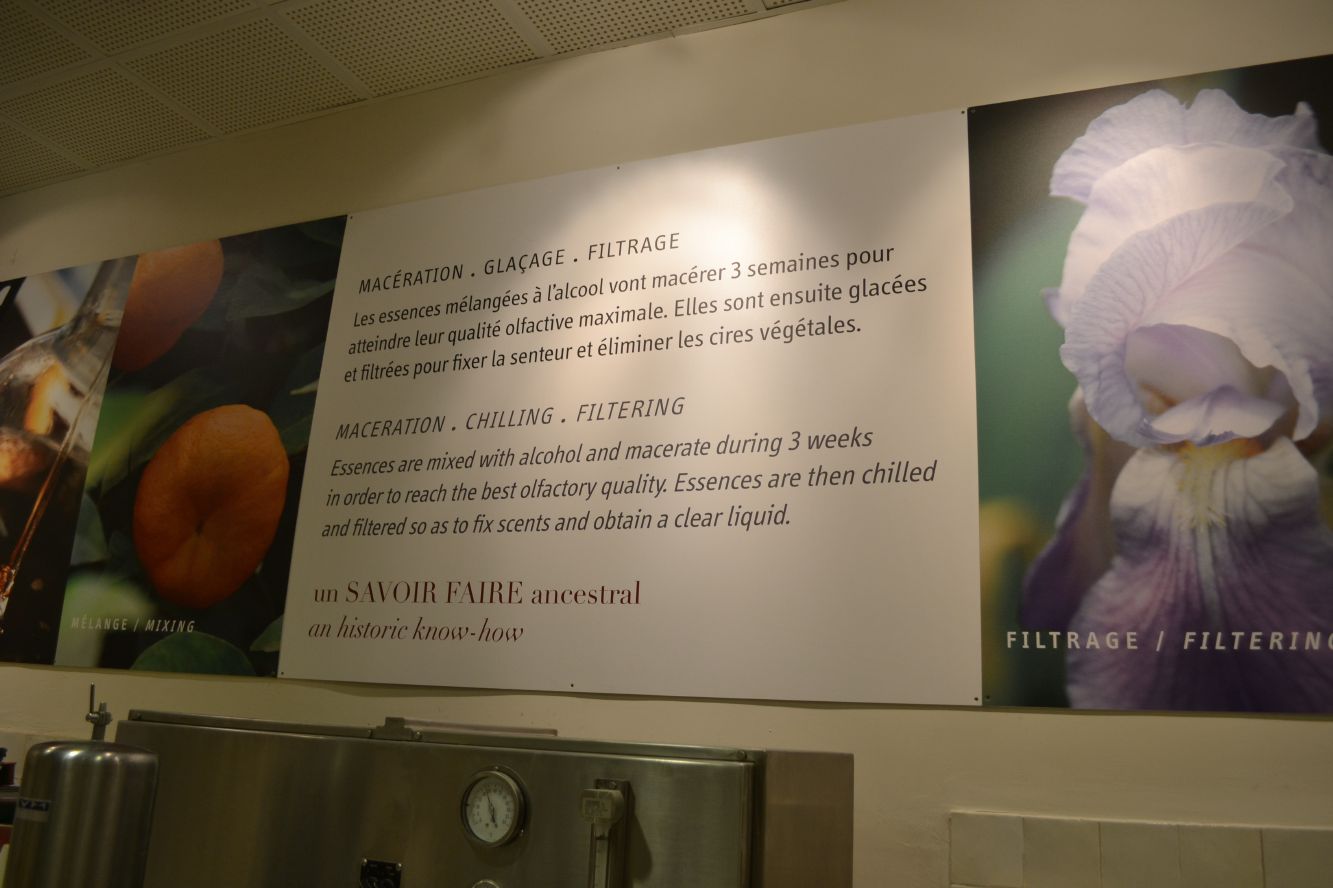 MACÉRATION . GLAÇAGE . FILTRAGE
Les essences mélangées à l'alcool vont macérer 3 semaines pour
atteindre leur qualité olfactive maximale. Elles sont ensuite glacées
et filtrées pour fixer la senteur et éliminer les cires végétales.
MACERATION . CHILLING . FILTERING
Essences are mixed with alcohol and macerate during 3 weeks
in order to reach the best olfactory quality. Essences are then chilled
and filtered so as to fix scents and obtain a clear liquid.
un SAVOIR FAIRE ancestral
an historic know-how
MÉLANGE / MIXING
FILTRAGE / FILTERING